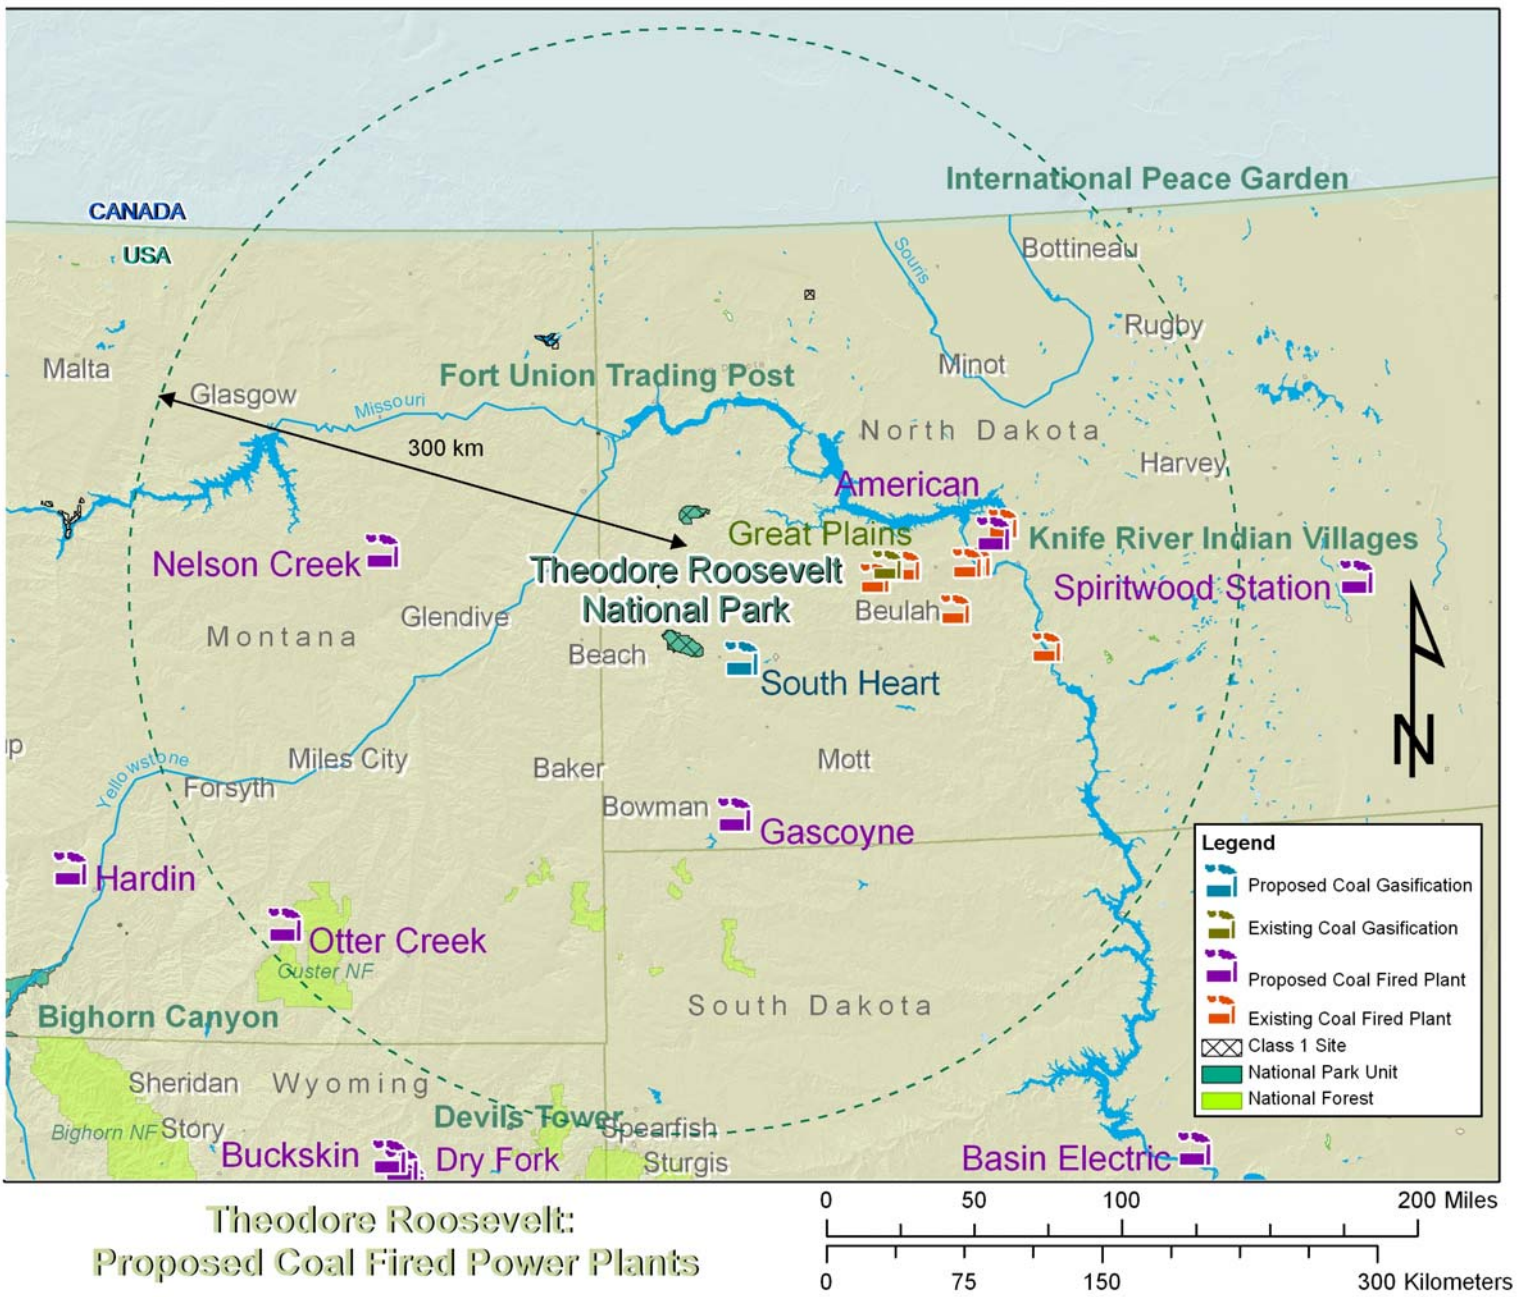 International Peace Garden
CANADA
USA
Souris
Bottineau
Rugby
Malta
Glasgow
Fort Union Trading Post
Minot
Missouri
300 km
North Dakota
Harvey
American
Great Plains
Knife River Indian Villages
Nelson Creek
Theodore Roosevelt
National Park
Spiritwood Station
Glendive
Beulah
Montana
Beach
South Heart
N
Yellowstone
Miles City
Baker
Mott
Forsyth
Bowman
Gascoyne
Hardin
Otter Creek
Custer NF
South Dakota
Bighorn Canyon
Sheridan
Wyoming
Devils Tower
Bighorn NF
Story
Spearfish
Buckskin
Dry Fork
Sturgis
Basin Electric
Legend
Proposed Coal Gasification
Existing Coal Gasification
Proposed Coal Fired Plant
Existing Coal Fired Plant
Class 1 Site
National Park Unit
National Forest
Theodore Roosevelt:
Proposed Coal Fired Power Plants
0 50 100 200 Miles
0 75 150 300 Kilometers